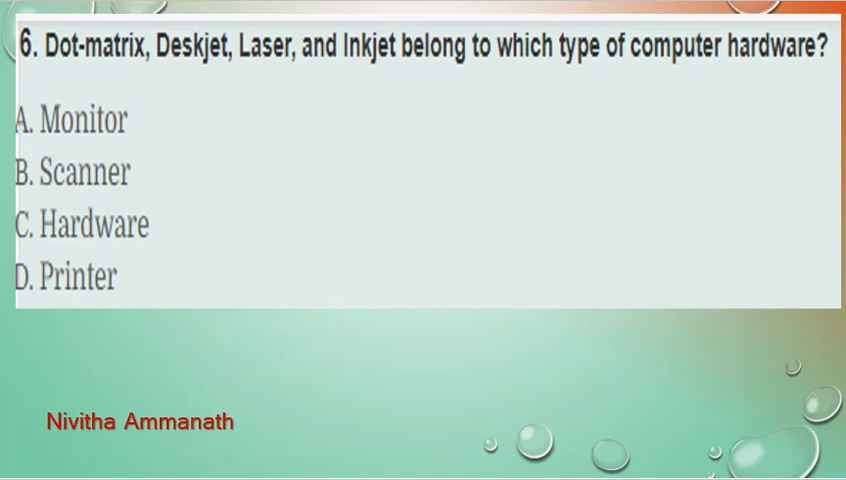 6. Dot-matrix, Deskjet, Laser, and Inkjet belong to which type of computer hardware?
A. Monitor
B. Scanner
C. Hardware
D. Printer
Nivitha Ammanath